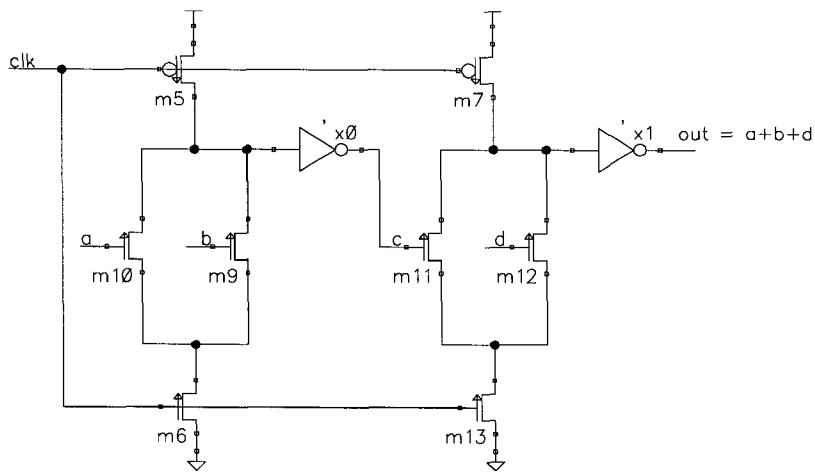 clk
m5
m7
' x0
' x1
out = a+b+d
a
b
c
d
m10
m9
m11
m12
m6
m13